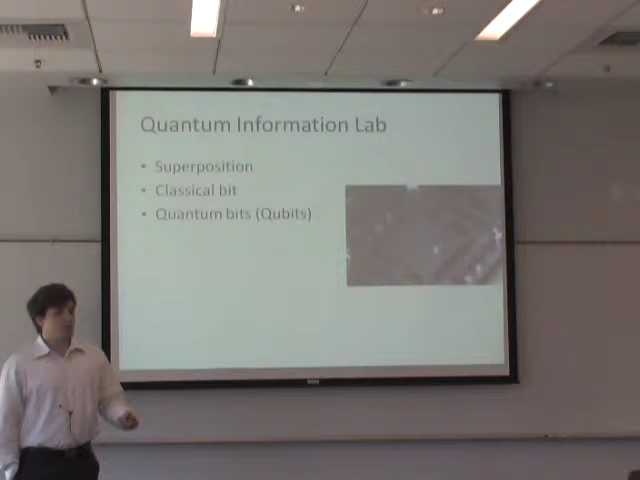 Quantum Information Lab
• Superposition
• Classical bit
• Quantum bits (Qubits)